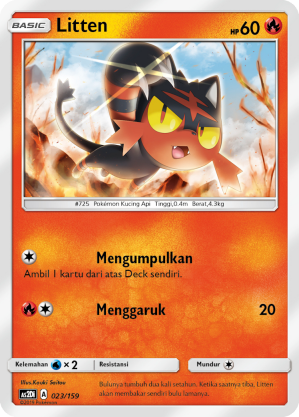 BASIC Litten HP60
#725 Pokémon Kucing Api Tinggi,0.4m Berat,4.3kg
Mengumpulkan
Ambil 1 kartu dari atas Deck sendiri.
Menggaruk 20
Kelemahan ×2 Resistansi Mundur
Illus.Kouki Saitou
A 023/159
Bulunya tumbuh dua kali setahun. Ketika saatnya tiba, Litten
akan membakar sendiri bulu lamanya.